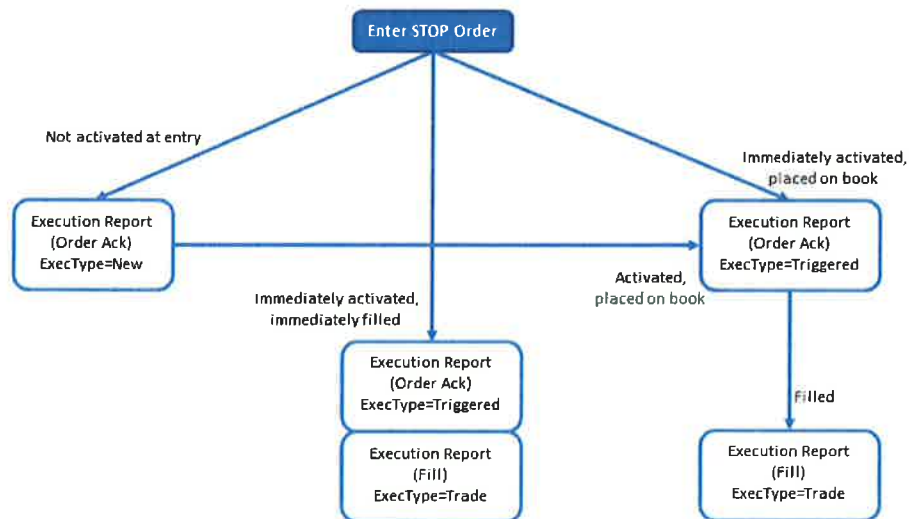 Enter STOP Order
Not activated at entry
Immediately activated,
placed on book
Execution Report
(Order Ack)
ExecType=New
Execution Report
(Order Ack)
ExecType=Triggered
Activated,
placed on book
Immediately activated,
immediately filled
Execution Report
(Order Ack)
ExecType=Triggered
Filled
Execution Report
(Fill)
ExecType=Trade
Execution Report
(Fill)
ExecType=Trade